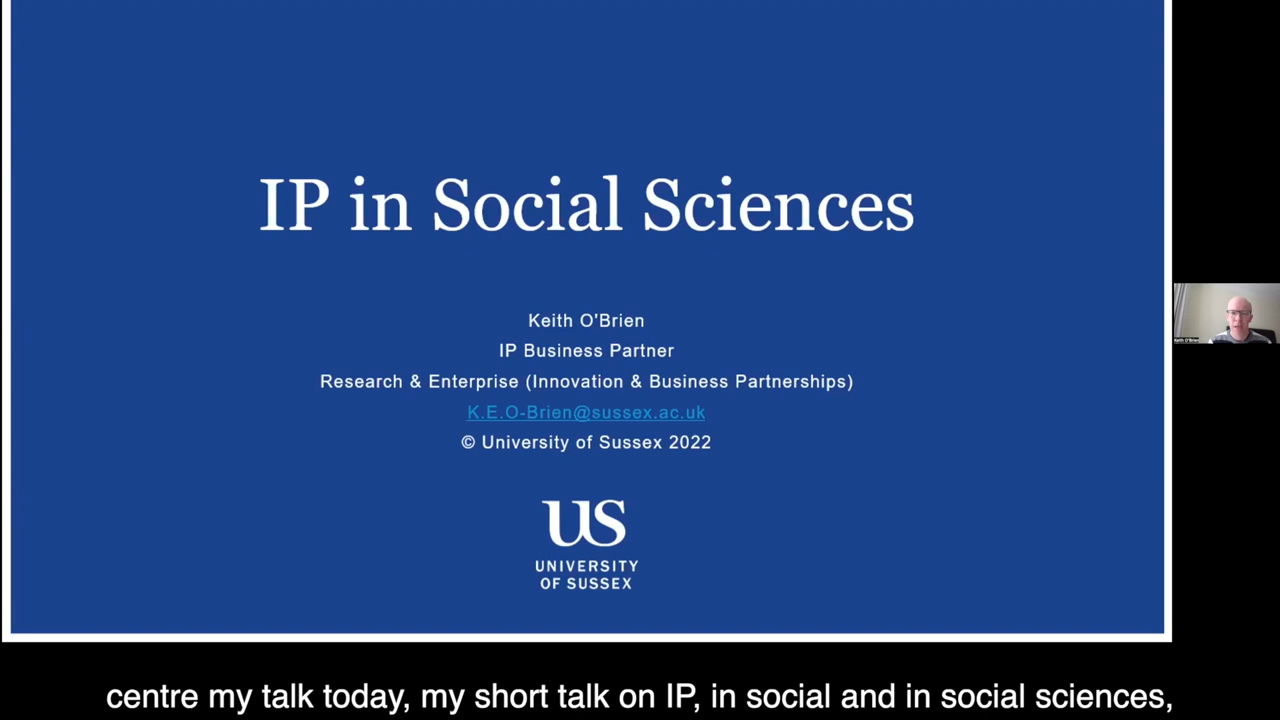 IP in Social Sciences
Keith O'Brien
IP Business Partner
Research & Enterprise (Innovation & Business Partnerships)
K.E.O-Brien@sussex.ac.uk
© University of Sussex 2022
US
UNIVERSITY
OF SUSSEX
Keith O'Brien
centre my talk today, my short talk on IP, in social and in social sciences,